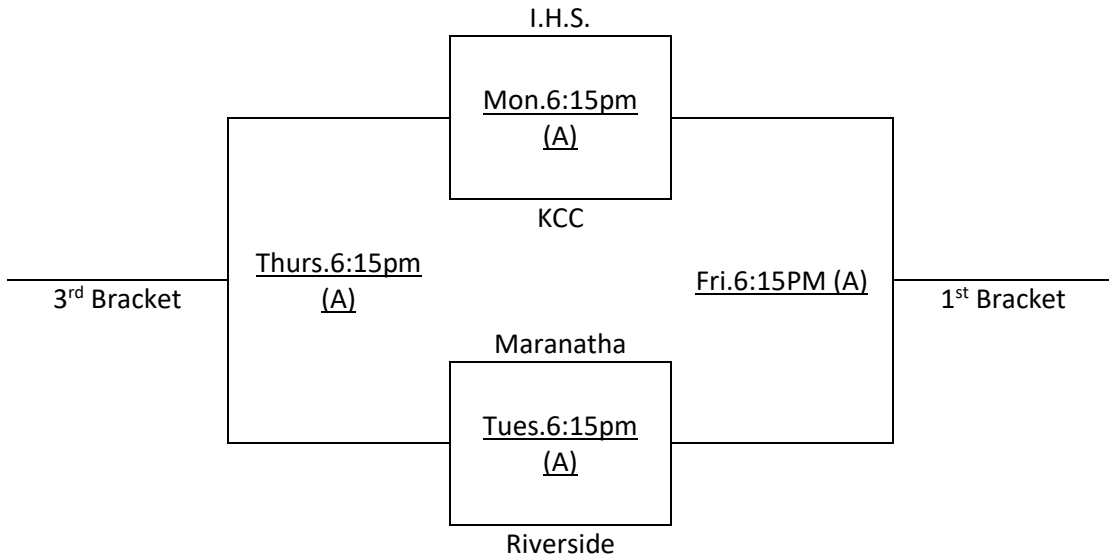 I.H.S.
Mon.6:15pm
(A)
KCC
Thurs.6:15pm
(A)
Fri.6:15PM (A)
3rd Bracket
1st Bracket
Maranatha
Tues.6:15pm
(A)
Riverside